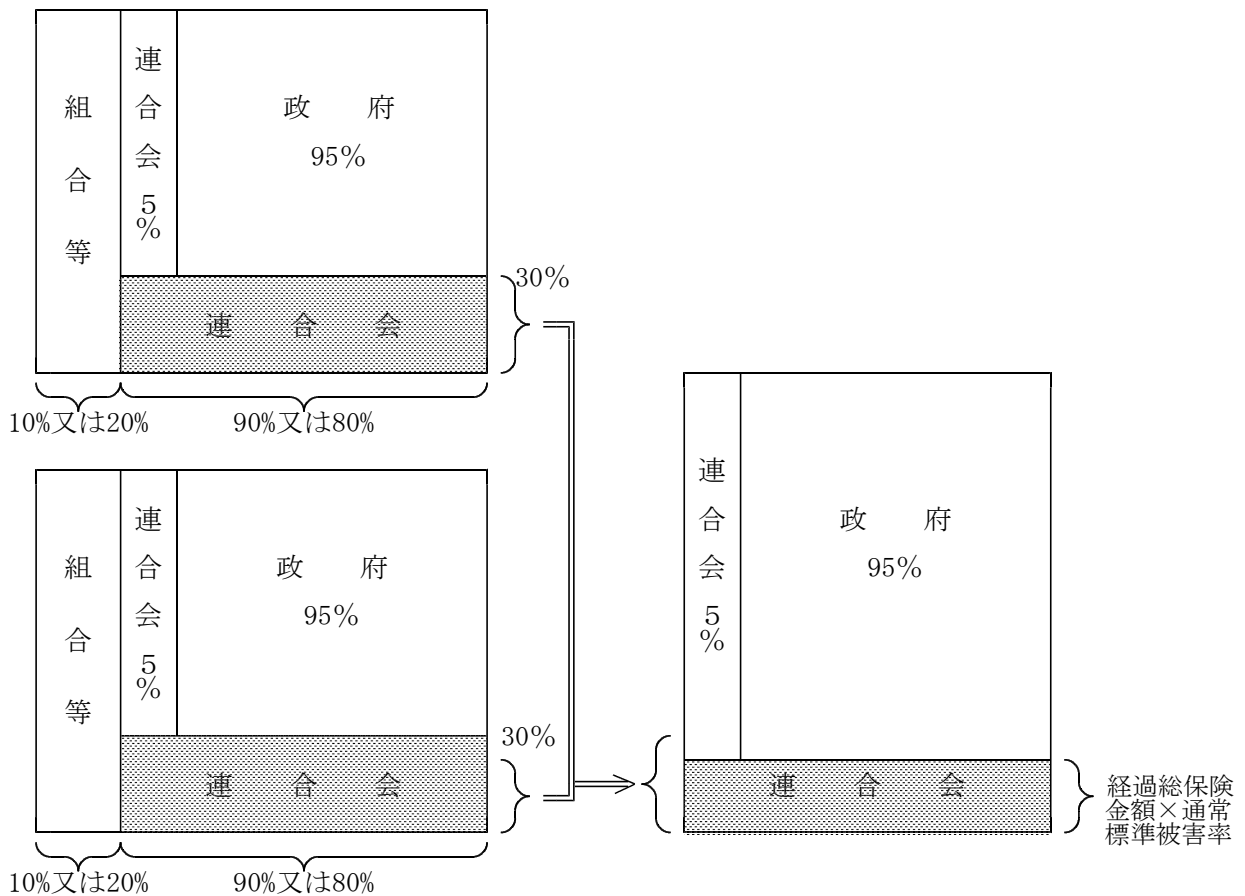 組合等
連合会5%
政府
95%
連合会
30%
10%又は20%
90%又は80%
組合等
連合会5%
政府
95%
連合会
30%
10%又は20%
90%又は80%
連合会5%
政府
95%
連合会
経過総保険
金額×通常
標準被害率